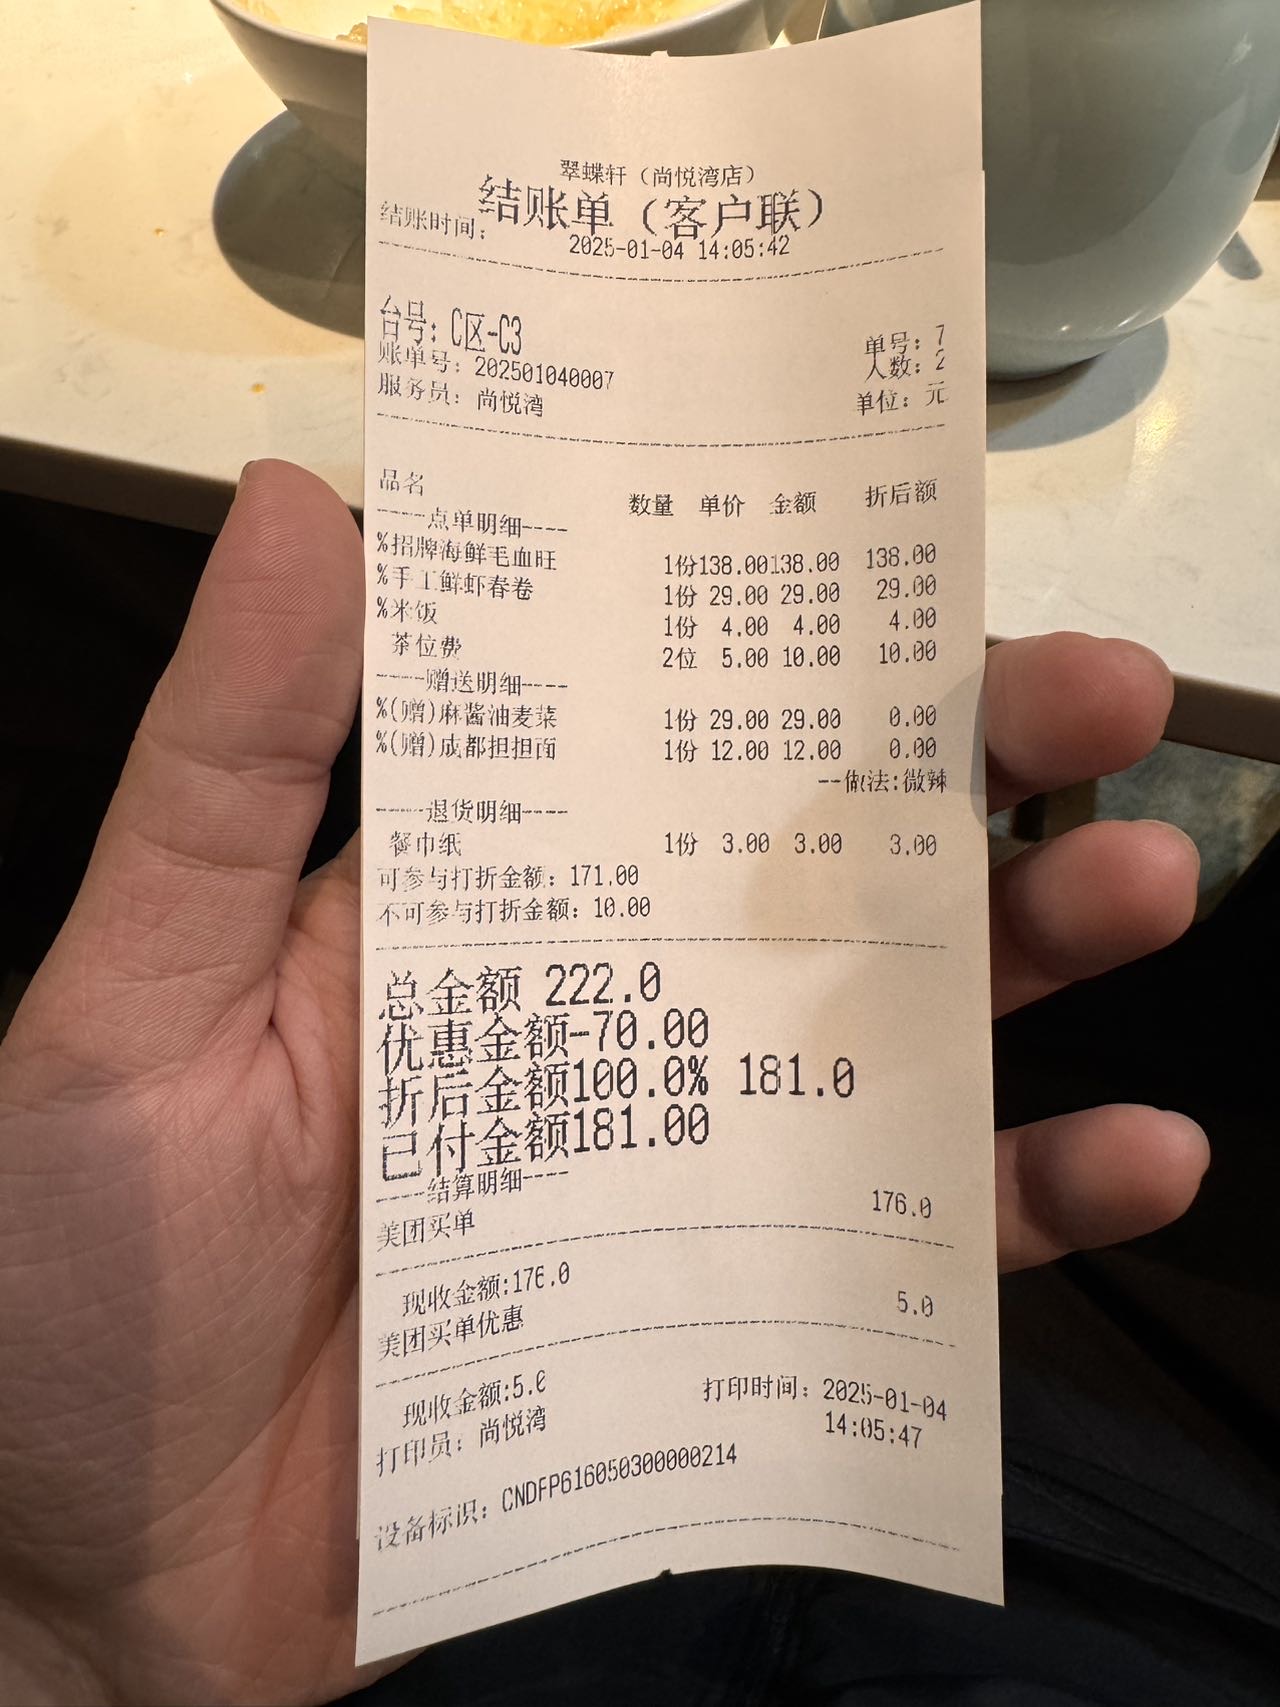 翠蝶轩（尚悦湾店）
结账单（客户联）
结账时间: 2025-01-04 14:05:42
台号: C区-C3 单号: 7
账单号: 202501040007 人数: 2
服务员: 尚悦湾 单位: 元
品名 数量 单价 金额 折后额
----点单明细----
%招牌海鲜毛血旺 1份138.00138.00 138.00
%手工鲜虾春卷 1份 29.00 29.00 29.00
%米饭 1份 4.00 4.00 4.00
茶位费 2位 5.00 10.00 10.00
----赠送明细----
%(赠)麻酱油麦菜 1份 29.00 29.00 0.00
%(赠)成都担担面 1份 12.00 12.00 0.00
--做法:微辣
----退货明细----
餐巾纸 1份 3.00 3.00 3.00
可参与打折金额: 171.00
不可参与打折金额: 10.00
总金额 222.0
优惠金额-70.00
折后金额100.0% 181.0
已付金额181.00
----结算明细----
美团买单 176.0
现收金额:176.0
美团买单优惠 5.0
现收金额:5.0
打印员: 尚悦湾 打印时间: 2025-01-04
14:05:47
设备标识: CNDFP616050300000214